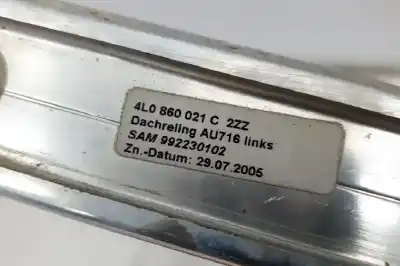 4L0 860 021 C 2ZZ
Dachreling AU716 links
SAM 992230102
Zn.-Datum: 29.07.2005